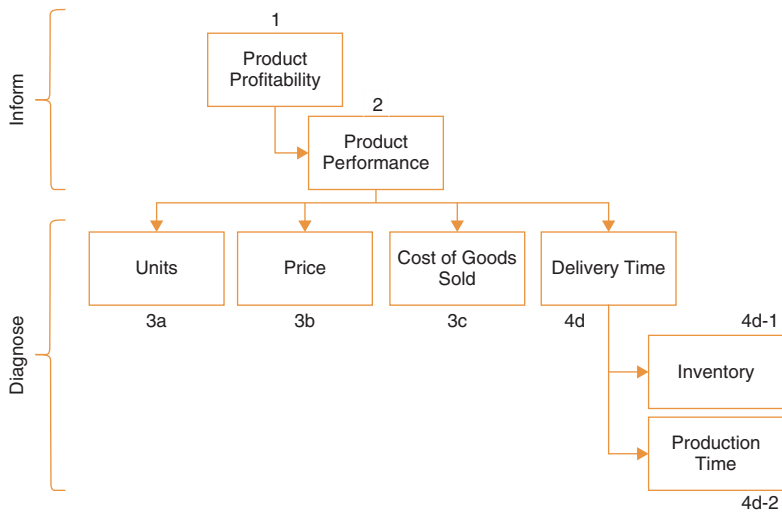 1
Product
Profitability
Inform
2
Product
Performance
Units
Price
Cost of Goods
Sold
Delivery Time
3a
3b
3c
4d
4d-1
Diagnose
Inventory
Production
Time
4d-2